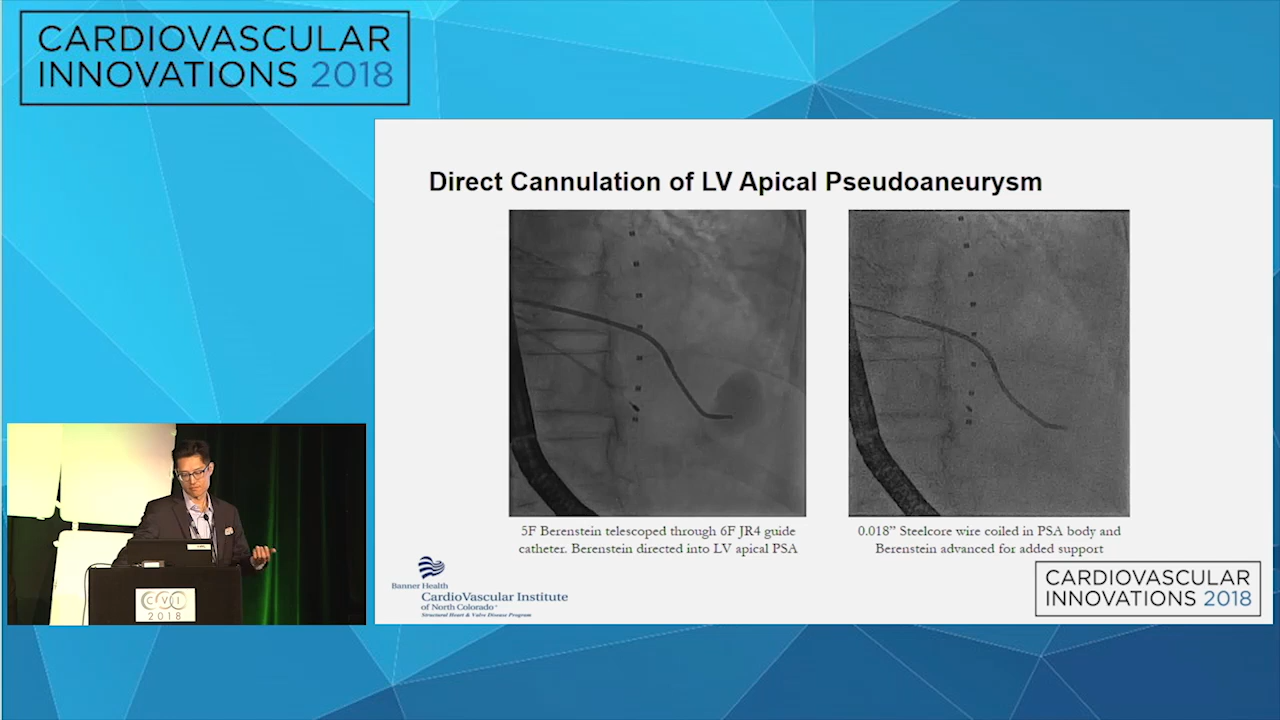 CARDIOVASCULAR
INNOVATIONS 2018
Direct Cannulation of LV Apical Pseudoaneurysm
5F Berenstein telescoped through 6F JR4 guide
catheter. Berenstein directed into LV apical PSA
0.018” Steelcore wire coiled in PSA body and
Berenstein advanced for added support
Banner Health
CardioVascular Institute
of North Colorado
Structural Heart & Valve Disease Program
CARDIOVASCULAR
INNOVATIONS 2018
CVI
2018